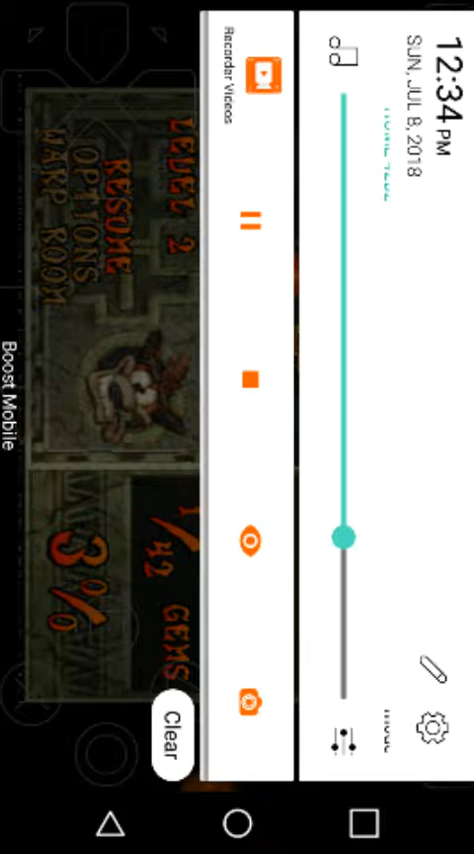 12:34 PM
SUN, JUL 8, 2018
Recorder Videos
LEVEL 2
RESUME
OPTIONS
WARP ROOM
42 GEMS
3%
Clear
Boost Mobile